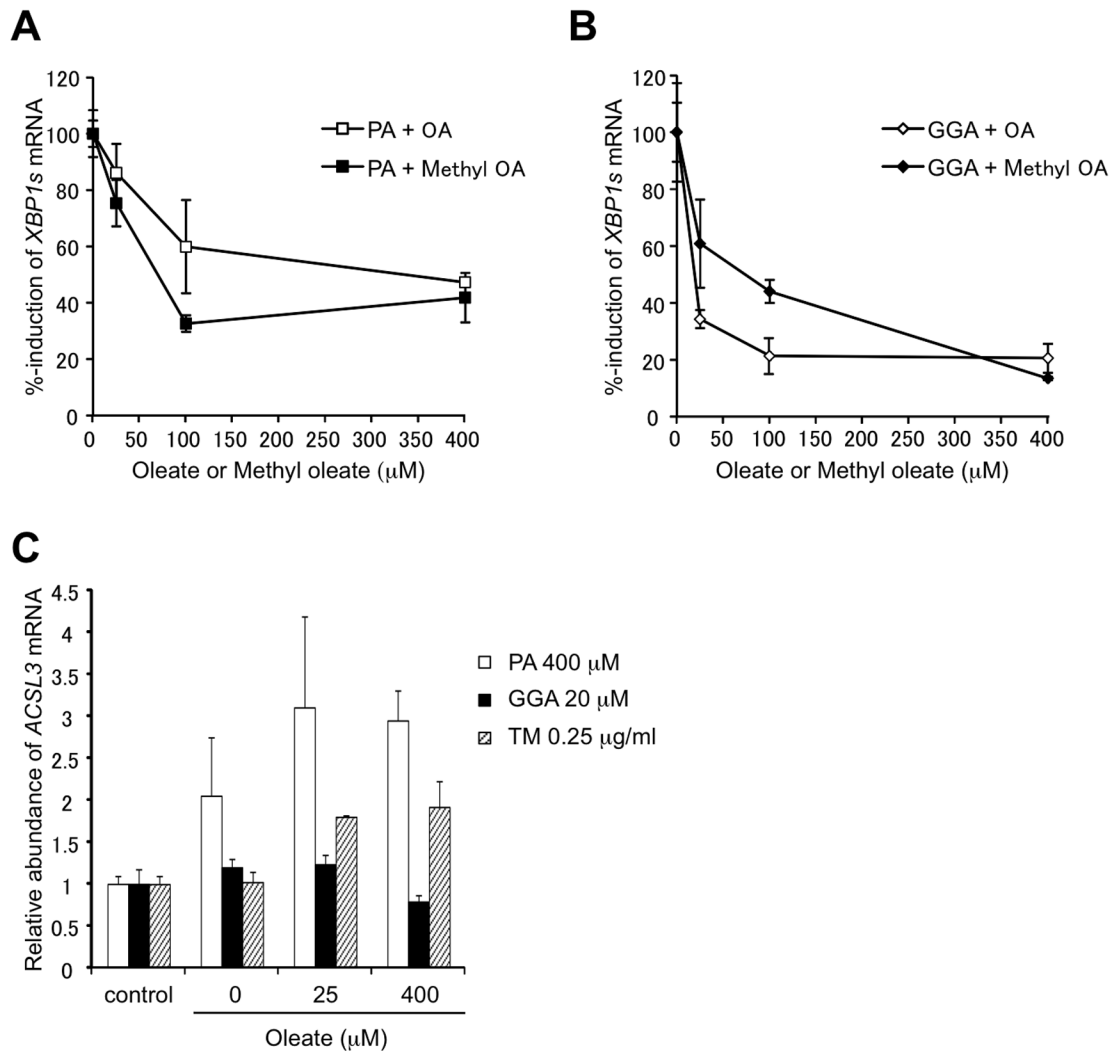 A
%-induction of XBP1s mRNA
120
100
80
60
40
20
0
0 50 100 150 200 250 300 350 400
Oleate or Methyl oleate (μM)
PA + OA
PA + Methyl OA
B
%-induction of XBP1s mRNA
120
100
80
60
40
20
0
0 50 100 150 200 250 300 350 400
Oleate or Methyl oleate (μM)
GGA + OA
GGA + Methyl OA
C
Relative abundance of ACSL3 mRNA
4.5
4
3.5
3
2.5
2
1.5
1
0.5
0
control 0 25 400
Oleate (μM)
PA 400 μM
GGA 20 μM
TM 0.25 μg/ml